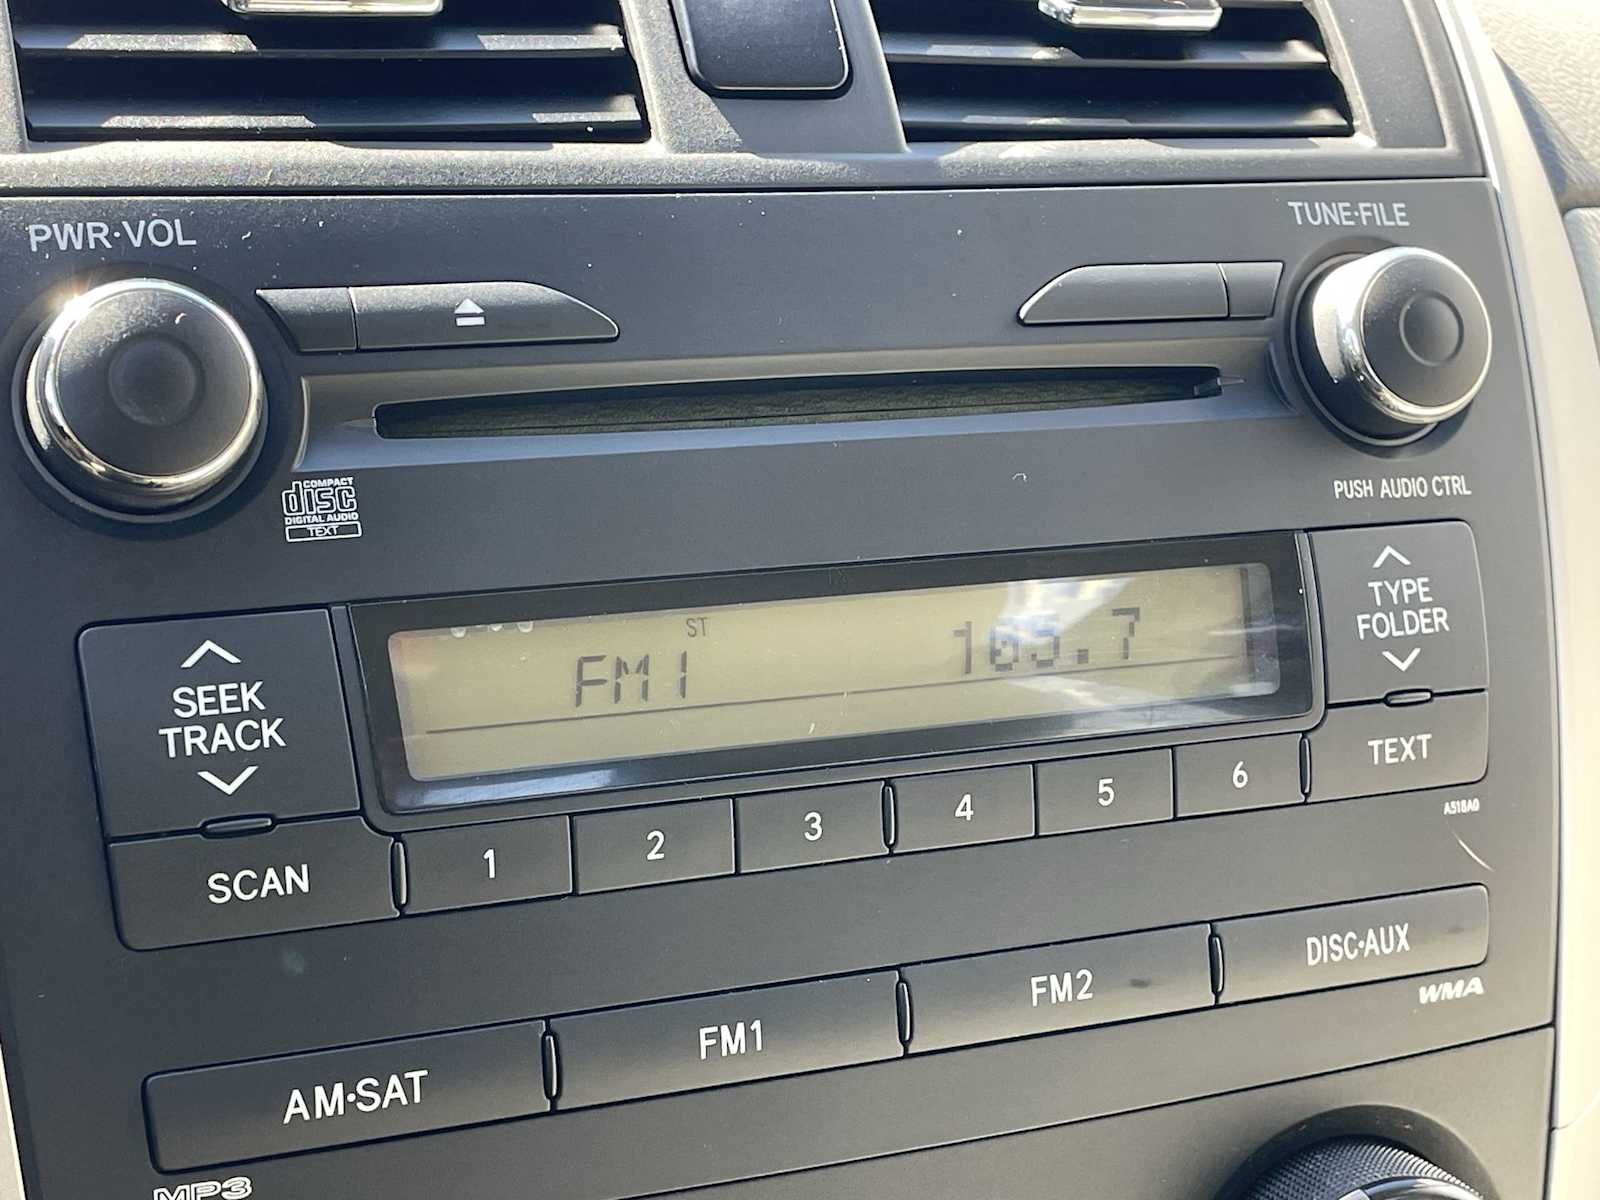 PWR·VOL
TUNE·FILE
PUSH AUDIO CTRL
COMPACT
disc
DIGITAL AUDIO
TEXT
ST
FM1 105.7
SEEK
TRACK
TYPE
FOLDER
TEXT
A518A0
SCAN
1 2 3 4 5 6
DISC·AUX
FM2
FM1
AM·SAT
WMA
MP3